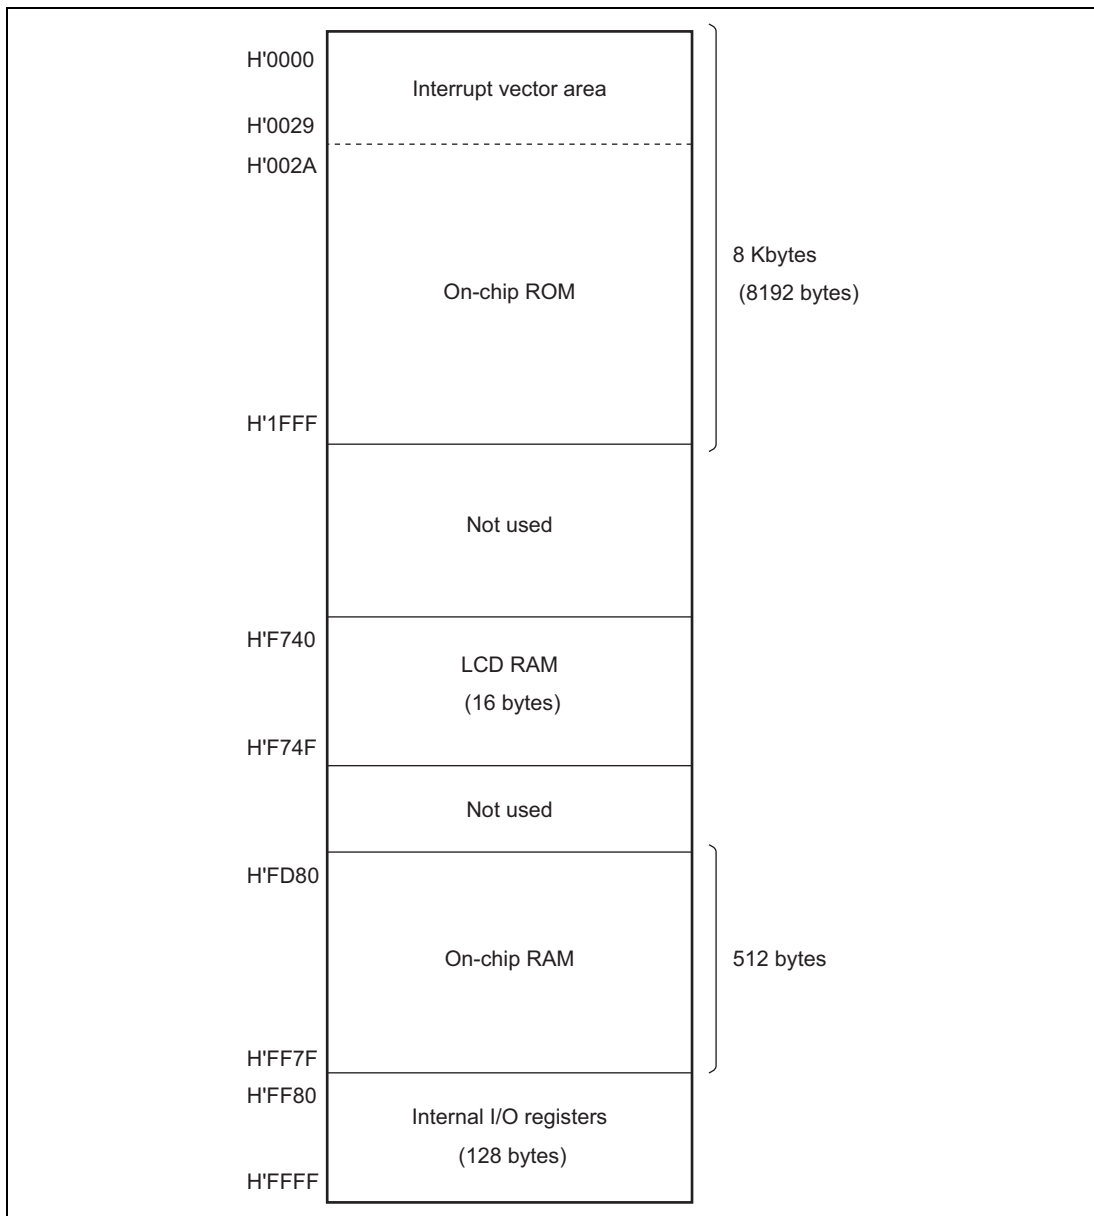 H'0000
Interrupt vector area
H'0029
H'002A
8 Kbytes
(8192 bytes)
On-chip ROM
H'1FFF
Not used
H'F740
LCD RAM
(16 bytes)
H'F74F
Not used
H'FD80
On-chip RAM
512 bytes
H'FF7F
H'FF80
Internal I/O registers
(128 bytes)
H'FFFF